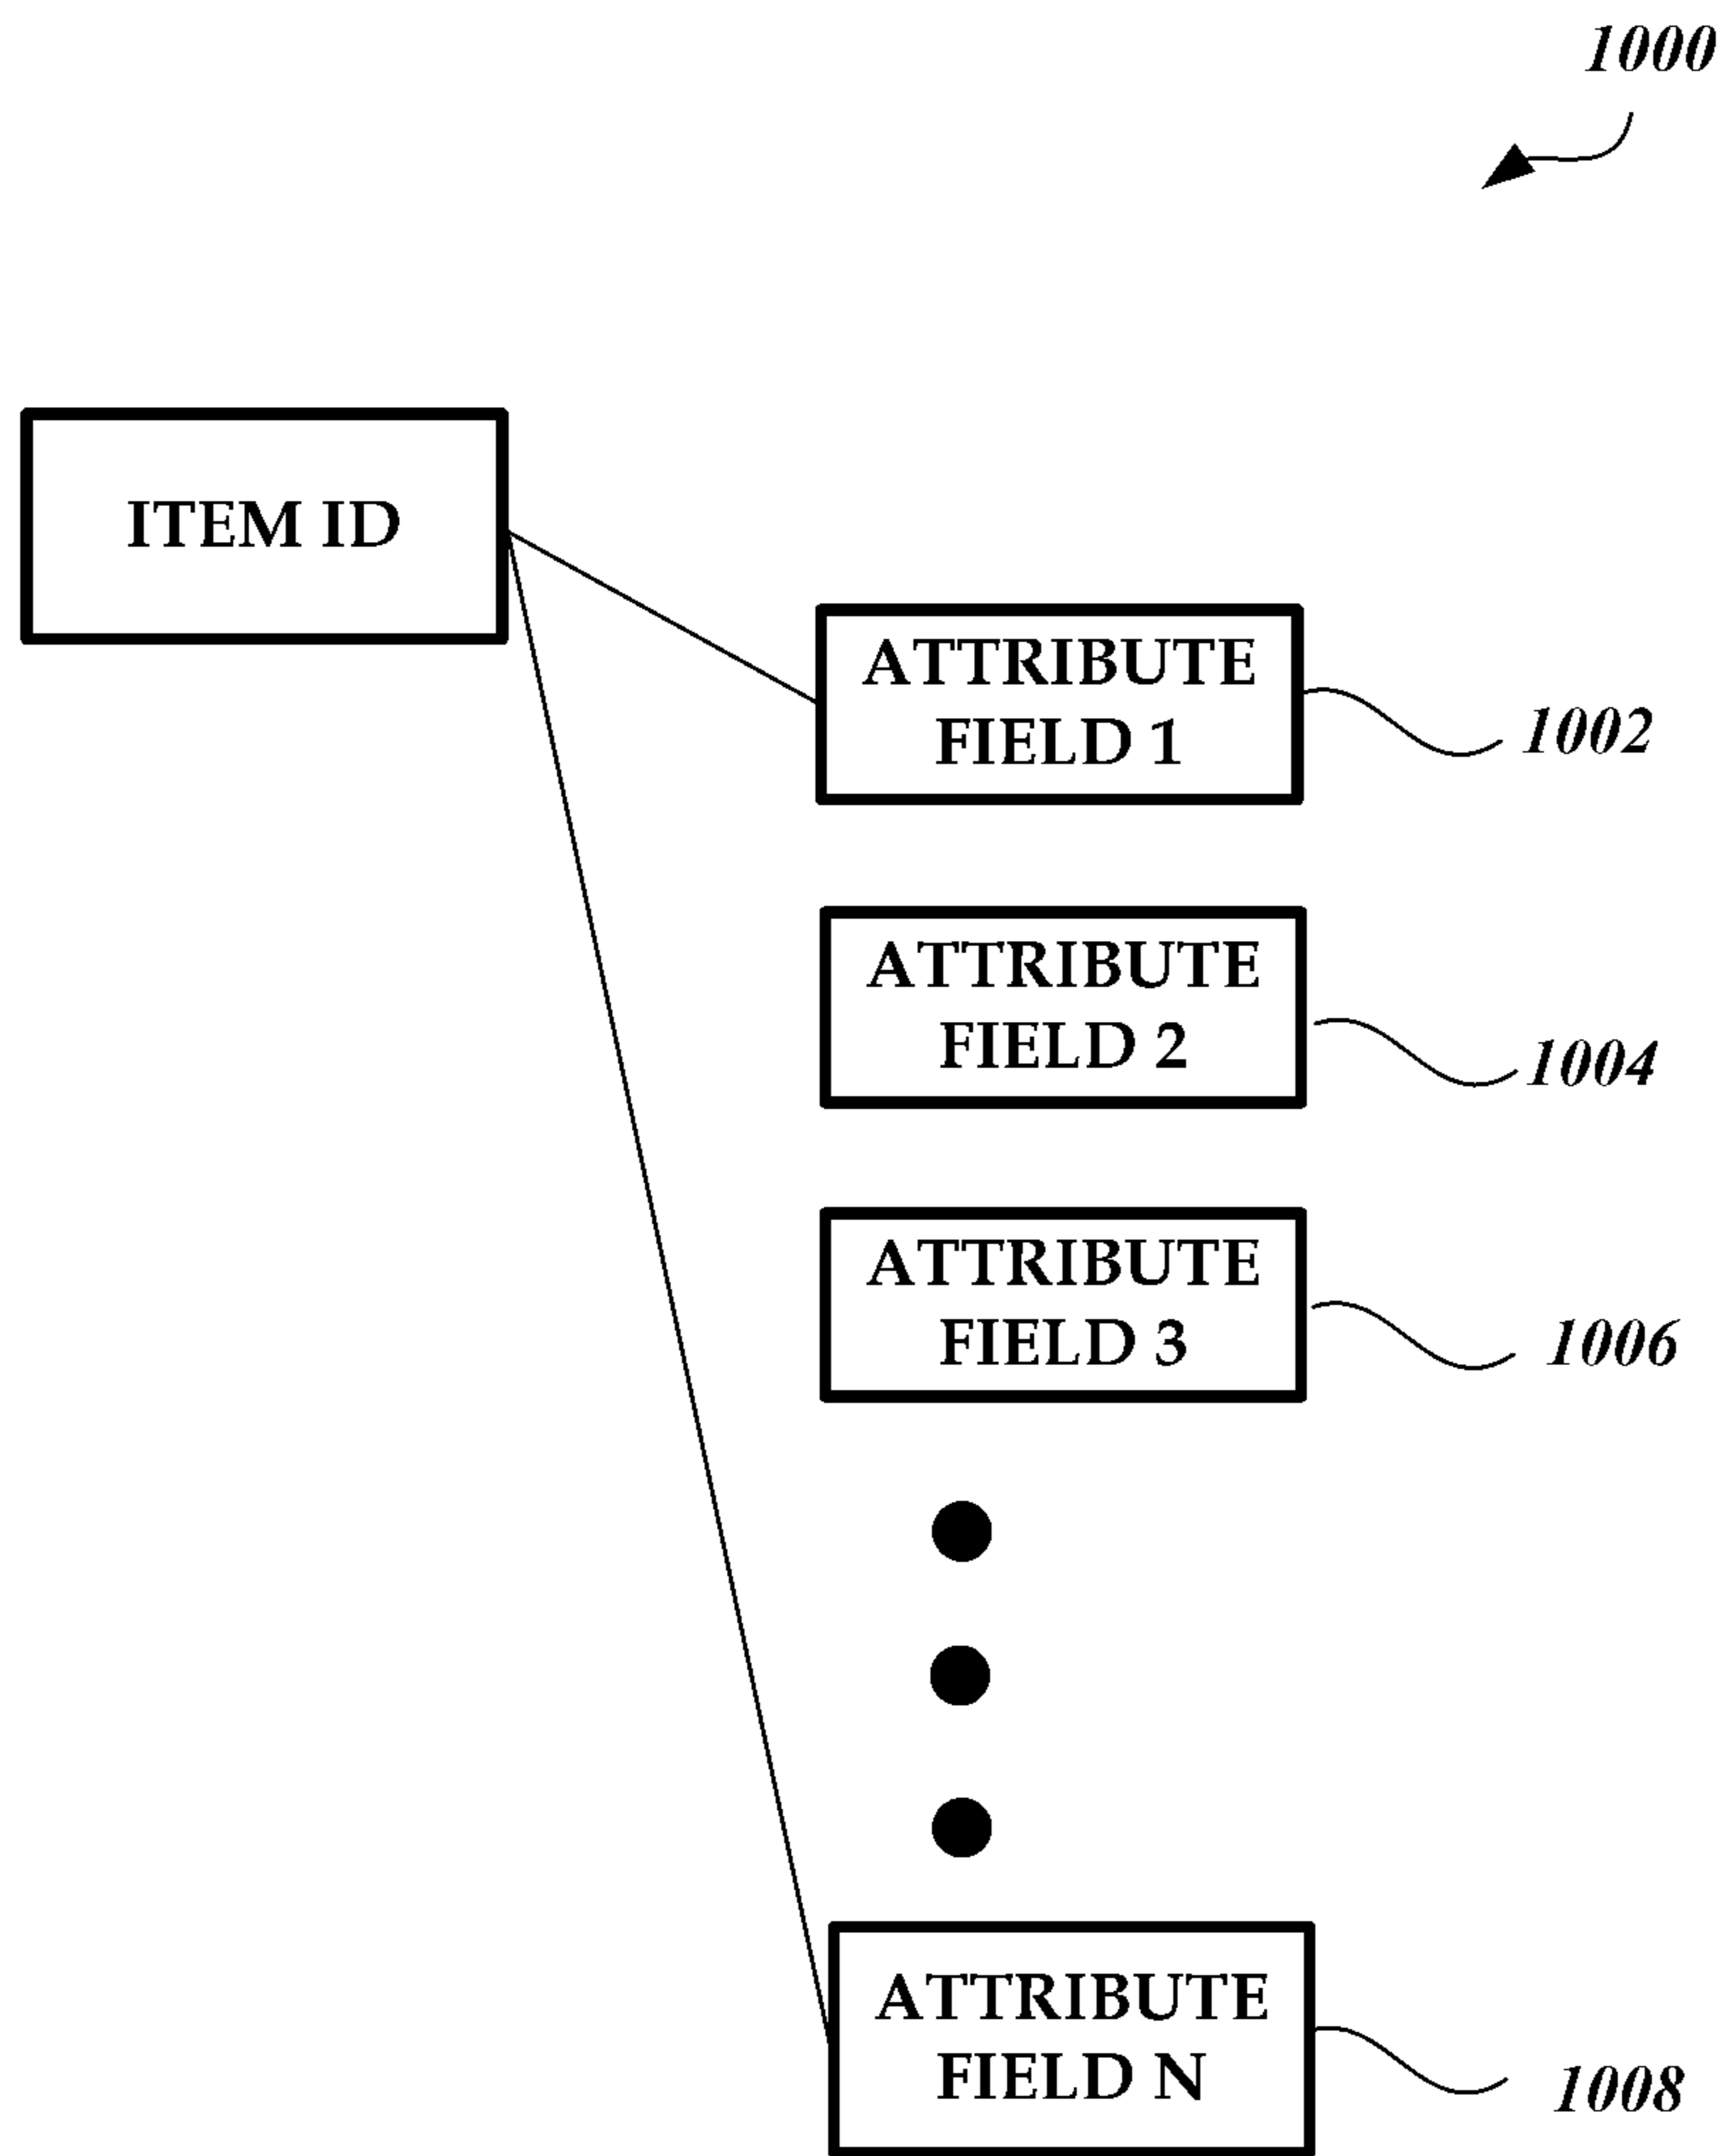 1000
ITEM ID
ATTRIBUTE
FIELD 1
1002
ATTRIBUTE
FIELD 2
1004
ATTRIBUTE
FIELD 3
1006
ATTRIBUTE
FIELD N
1008